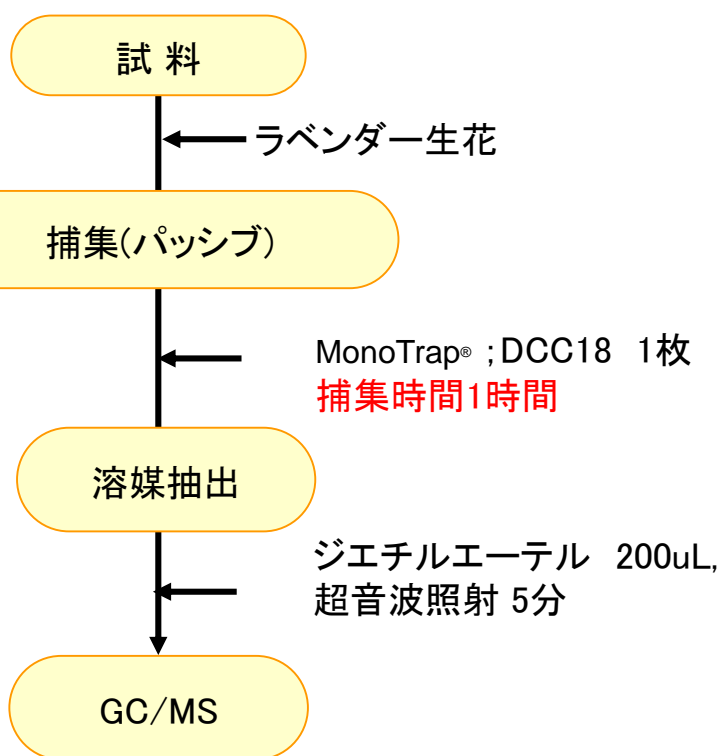 試 料
ラベンダー生花
捕集(パッシブ)
MonoTrap® ;DCC18 1枚
捕集時間1時間
溶媒抽出
ジエチルエーテル 200uL,
超音波照射 5分
GC/MS